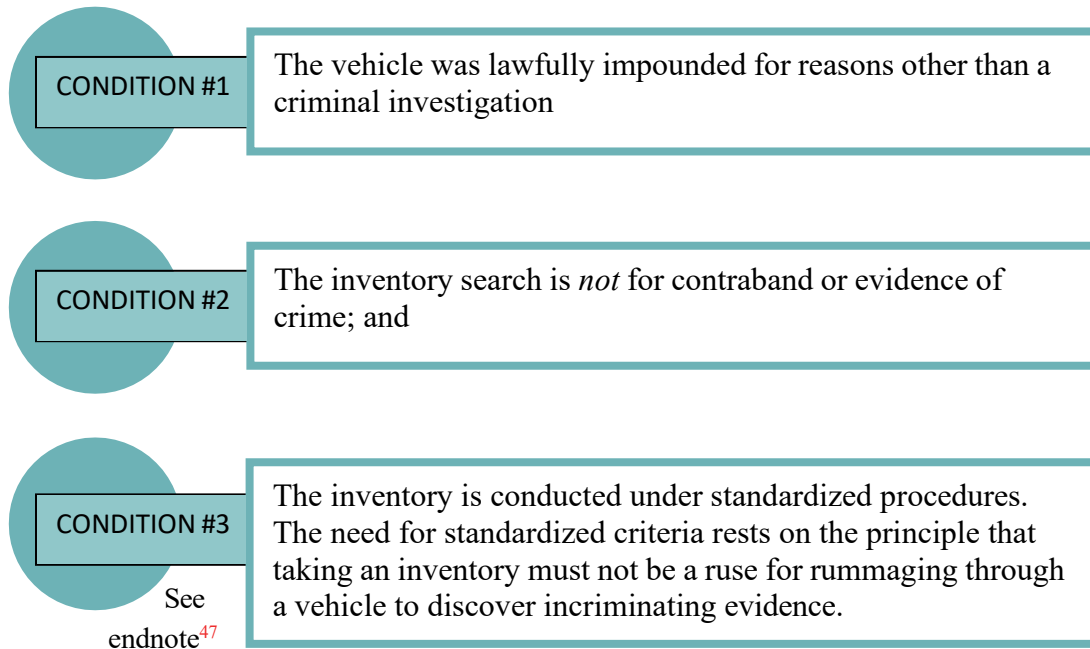 CONDITION #1
The vehicle was lawfully impounded for reasons other than a
criminal investigation
CONDITION #2
The inventory search is not for contraband or evidence of
crime; and
CONDITION #3
The inventory is conducted under standardized procedures.
The need for standardized criteria rests on the principle that
taking an inventory must not be a ruse for rummaging through
a vehicle to discover incriminating evidence.
See
endnote47